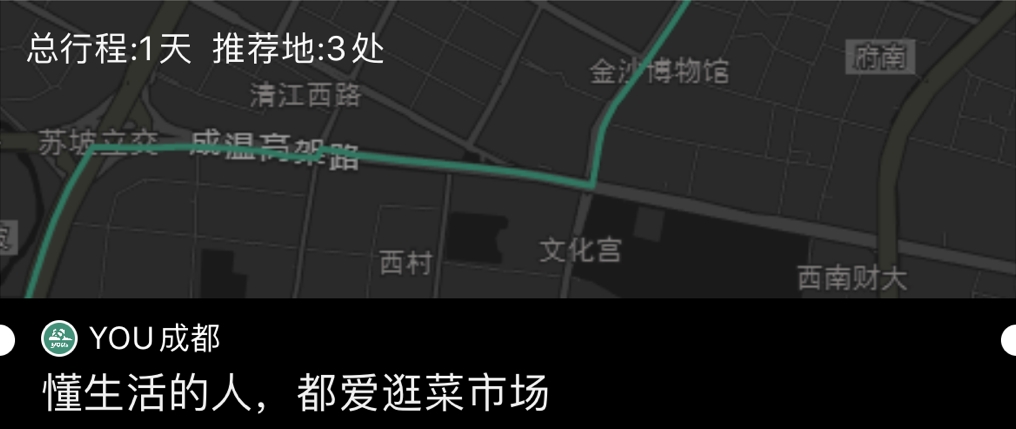 总行程:1天 推荐地:3处
金沙博物馆
府南
清江西路
苏坡立交
成温高架路
文化宫
西村
西南财大
YOU成都
懂生活的人，都爱逛菜市场